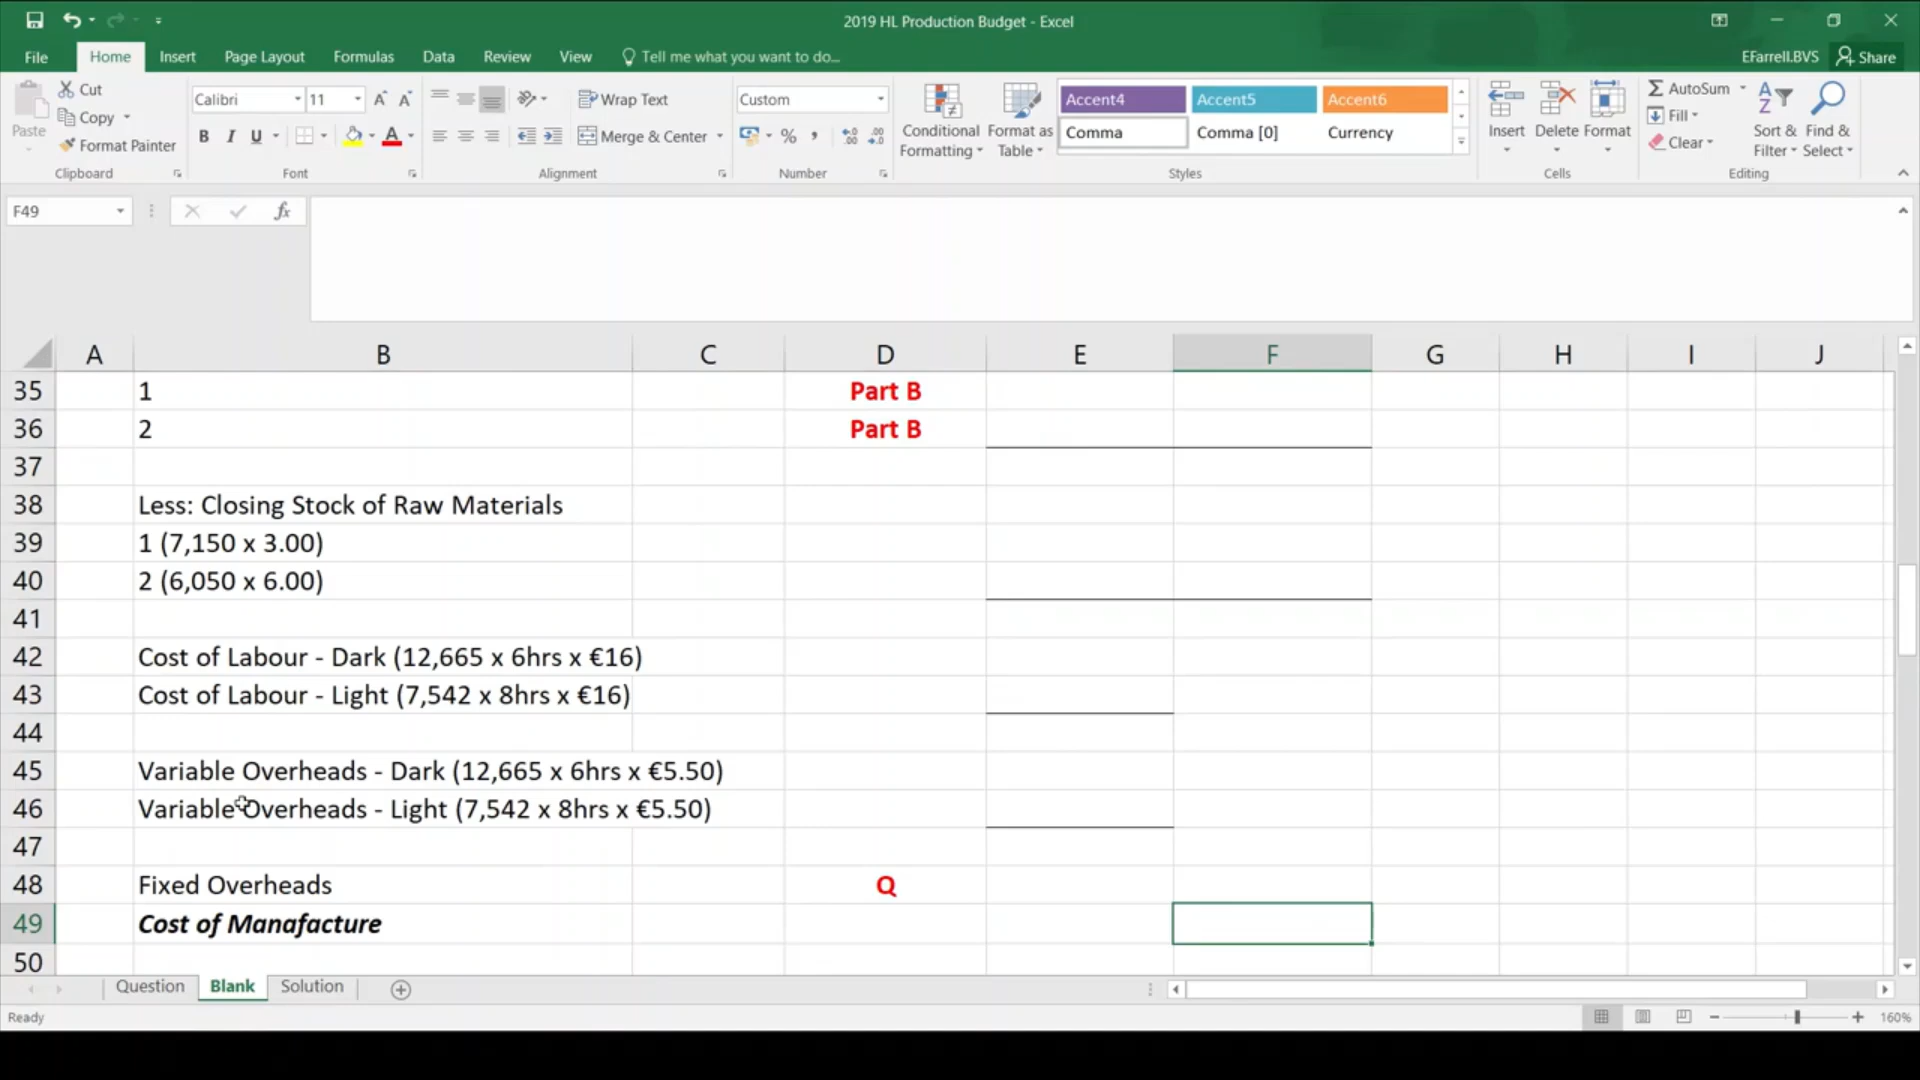 2019 HL Production Budget - Excel
File Home Insert Page Layout Formulas Data Review View Tell me what you want to do... EFarrell.BVS Share
Paste
Cut
Copy
Format Painter
Clipboard
Calibri 11
B I U
Font
Wrap Text
Merge & Center
Alignment
Custom
%
Number
Conditional Formatting
Format as Table
Accent4 Accent5 Accent6
Comma Comma [0] Currency
Styles
Insert Delete Format
Cells
AutoSum
Fill
Clear
Sort & Filter
Find & Select
Editing
F49 fx
A B C D E F G H I J
35 1 Part B
36 2 Part B
37
38 Less: Closing Stock of Raw Materials
39 1 (7,150 x 3.00)
40 2 (6,050 x 6.00)
41
42 Cost of Labour - Dark (12,665 x 6hrs x €16)
43 Cost of Labour - Light (7,542 x 8hrs x €16)
44
45 Variable Overheads - Dark (12,665 x 6hrs x €5.50)
46 Variable Overheads - Light (7,542 x 8hrs x €5.50)
47
48 Fixed Overheads Q
49 Cost of Manafacture
50
Question Blank Solution
Ready 160%